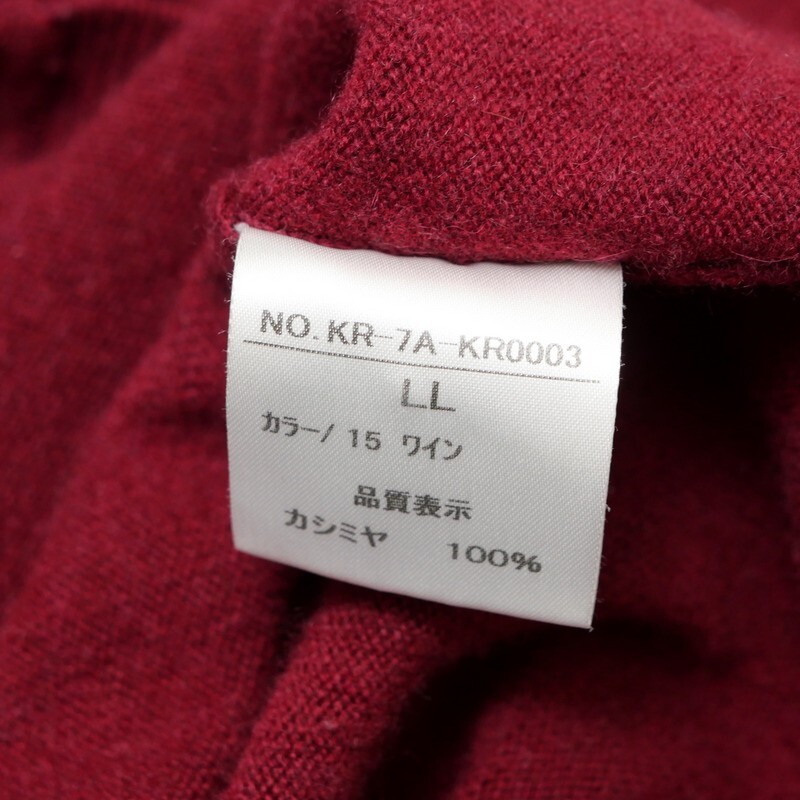 NO.KR-7A-KR0003
LL
カラー/ 15 ワイン
品質表示
カシミヤ 100%